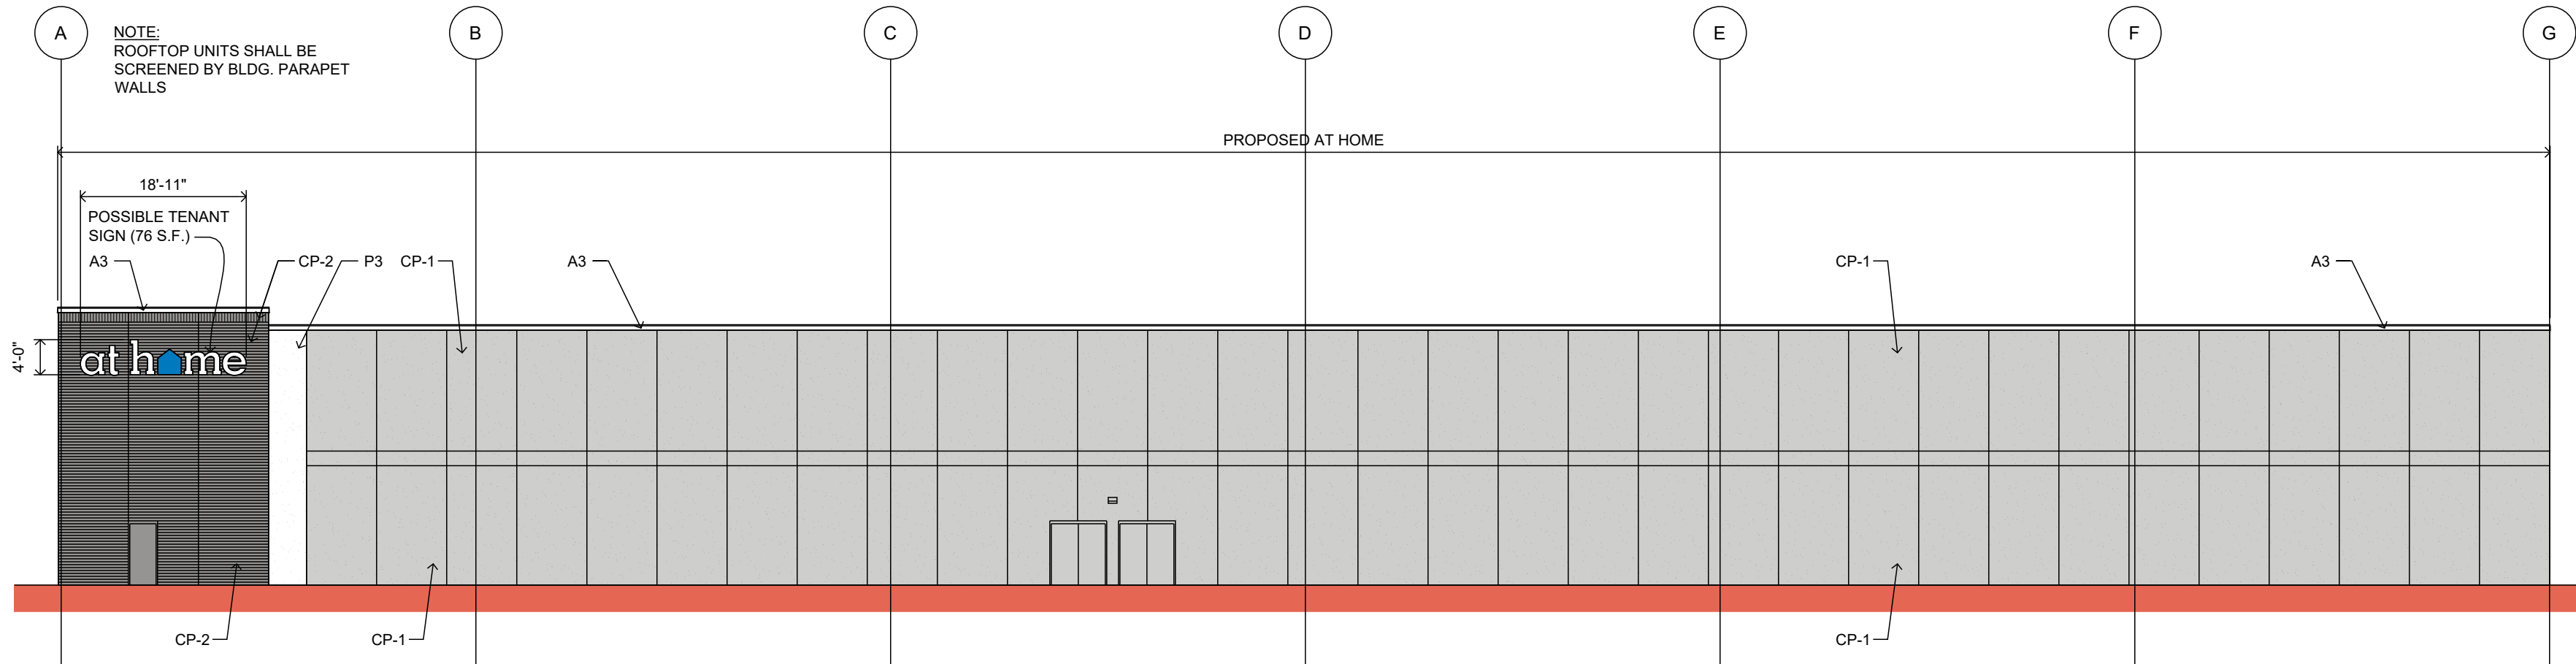 A
B
C
D
E
F
G
NOTE:
ROOFTOP UNITS SHALL BE
SCREENED BY BLDG. PARAPET
WALLS
PROPOSED AT HOME
18'-11"
POSSIBLE TENANT
SIGN (76 S.F.)
A3
CP-2
P3
CP-1
A3
CP-1
A3
4'-0"
at home
CP-2
CP-1
CP-1